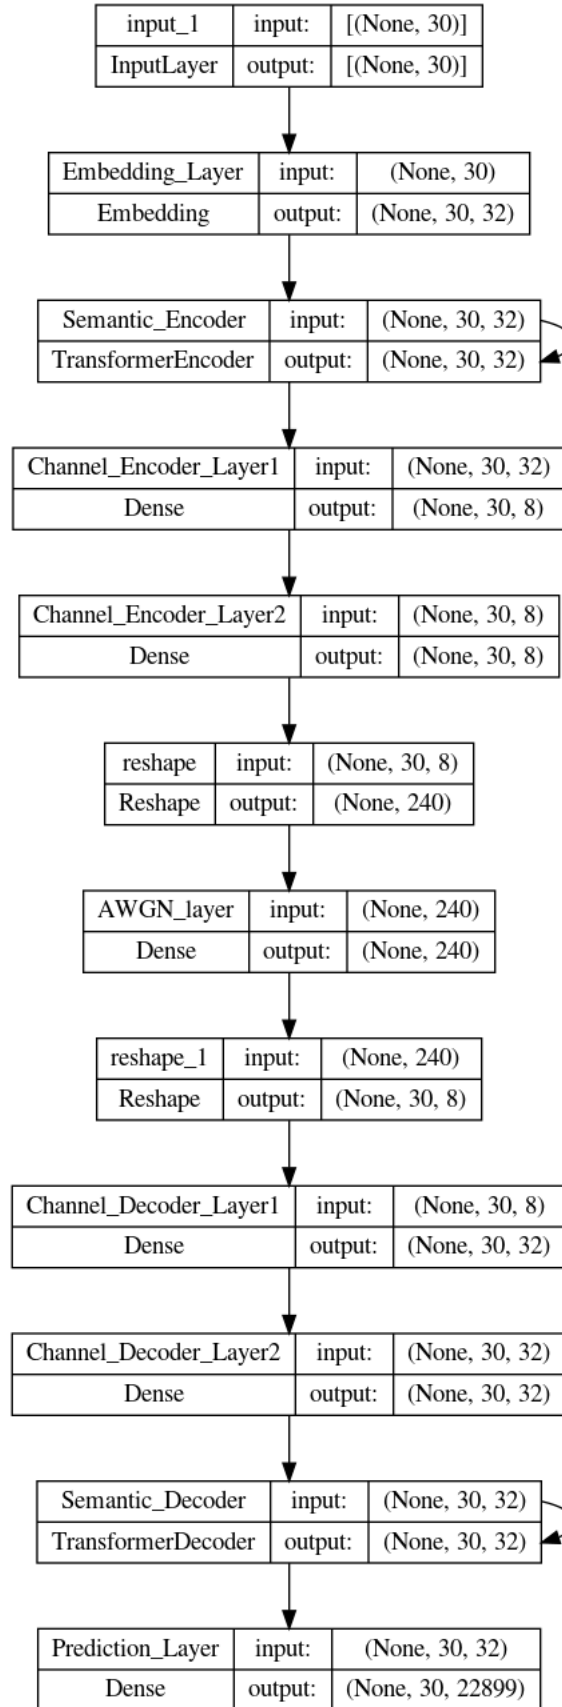 input_1 input: [(None, 30)]
InputLayer output: [(None, 30)]
Embedding_Layer input: (None, 30)
Embedding output: (None, 30, 32)
Semantic_Encoder input: (None, 30, 32)
TransformerEncoder output: (None, 30, 32)
Channel_Encoder_Layer1 input: (None, 30, 32)
Dense output: (None, 30, 8)
Channel_Encoder_Layer2 input: (None, 30, 8)
Dense output: (None, 30, 8)
reshape input: (None, 30, 8)
Reshape output: (None, 240)
AWGN_layer input: (None, 240)
Dense output: (None, 240)
reshape_1 input: (None, 240)
Reshape output: (None, 30, 8)
Channel_Decoder_Layer1 input: (None, 30, 8)
Dense output: (None, 30, 32)
Channel_Decoder_Layer2 input: (None, 30, 32)
Dense output: (None, 30, 32)
Semantic_Decoder input: (None, 30, 32)
TransformerDecoder output: (None, 30, 32)
Prediction_Layer input: (None, 30, 32)
Dense output: (None, 30, 22899)